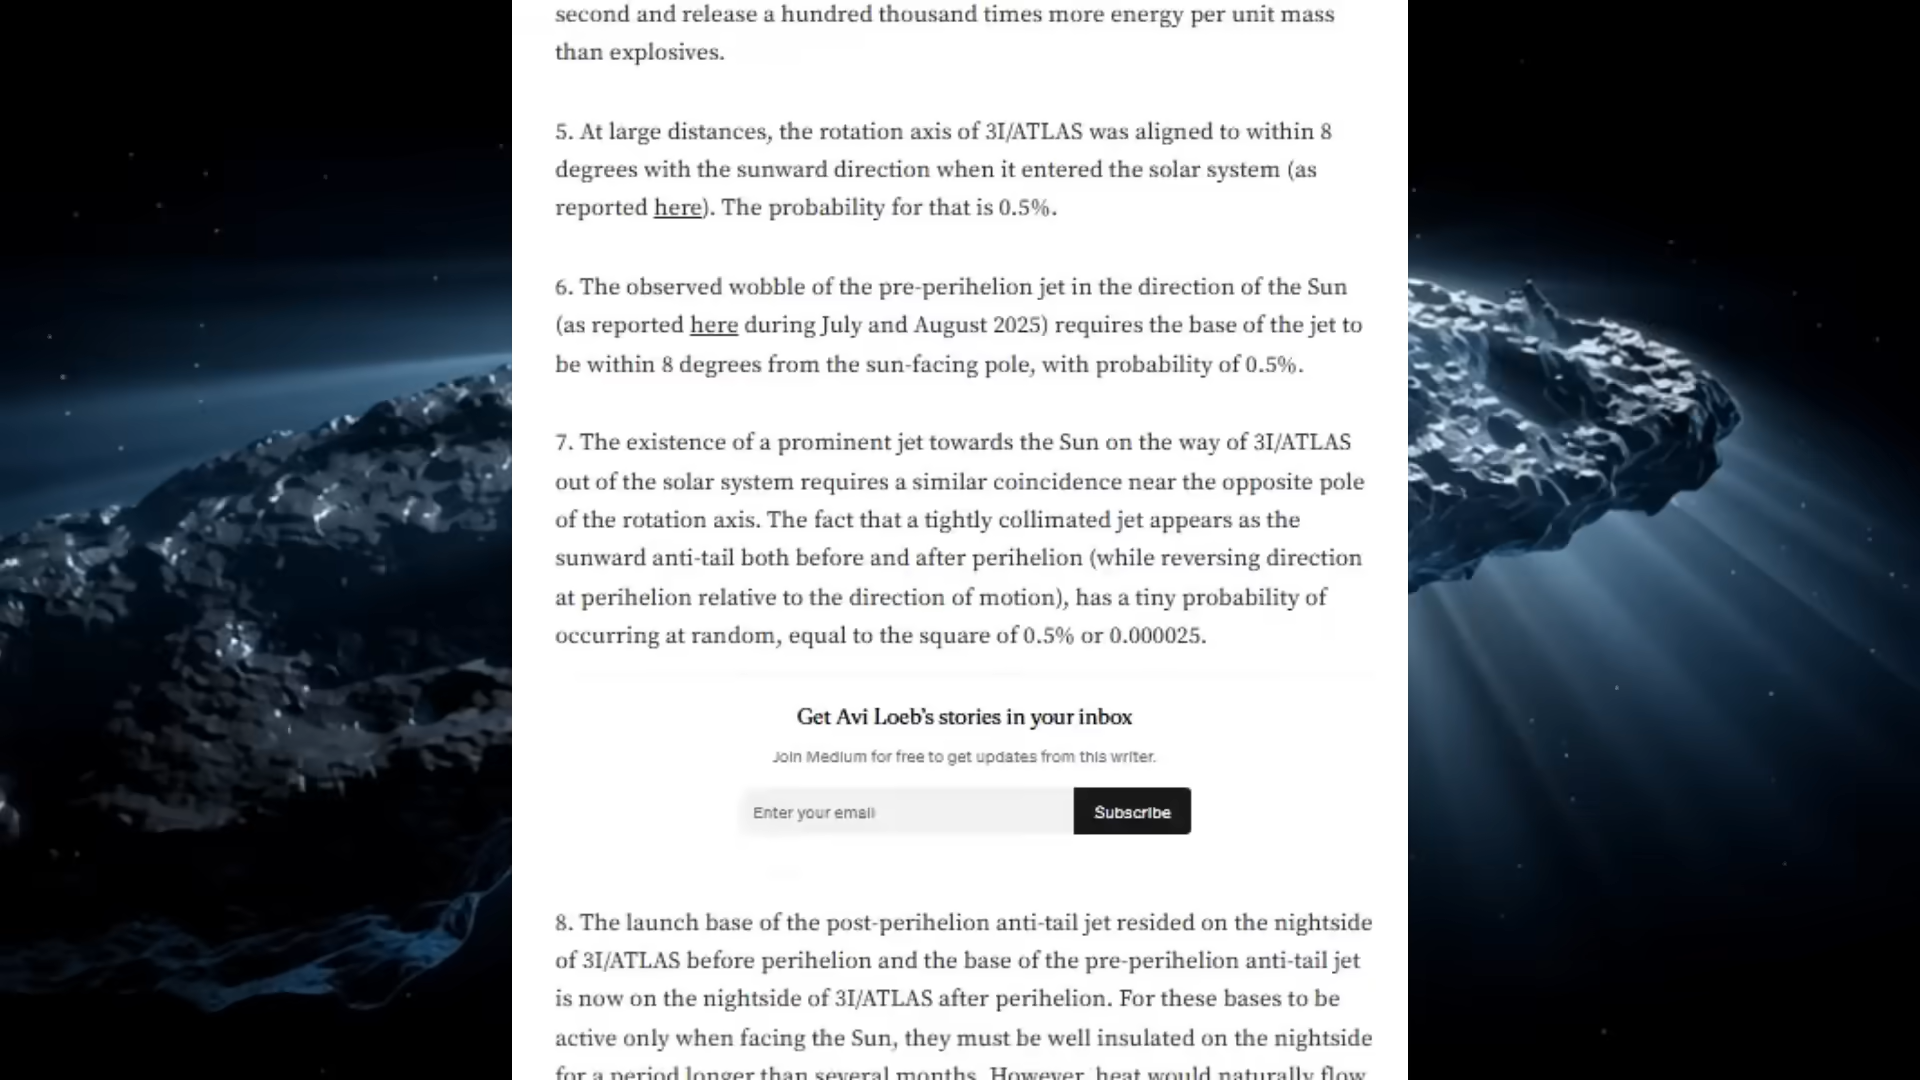 second and release a hundred thousand times more energy per unit mass
than explosives.
5. At large distances, the rotation axis of 3I/ATLAS was aligned to within 8
degrees with the sunward direction when it entered the solar system (as
reported here). The probability for that is 0.5%.
6. The observed wobble of the pre-perihelion jet in the direction of the Sun
(as reported here during July and August 2025) requires the base of the jet to
be within 8 degrees from the sun-facing pole, with probability of 0.5%.
7. The existence of a prominent jet towards the Sun on the way of 3I/ATLAS
out of the solar system requires a similar coincidence near the opposite pole
of the rotation axis. The fact that a tightly collimated jet appears as the
sunward anti-tail both before and after perihelion (while reversing direction
at perihelion relative to the direction of motion), has a tiny probability of
occurring at random, equal to the square of 0.5% or 0.000025.
Get Avi Loeb's stories in your inbox
Join Medium for free to get updates from this writer.
Enter your email
Subscribe
8. The launch base of the post-perihelion anti-tail jet resided on the nightside
of 3I/ATLAS before perihelion and the base of the pre-perihelion anti-tail jet
is now on the nightside of 3I/ATLAS after perihelion. For these bases to be
active only when facing the Sun, they must be well insulated on the nightside
for a period longer than several months. However, heat would naturally flow